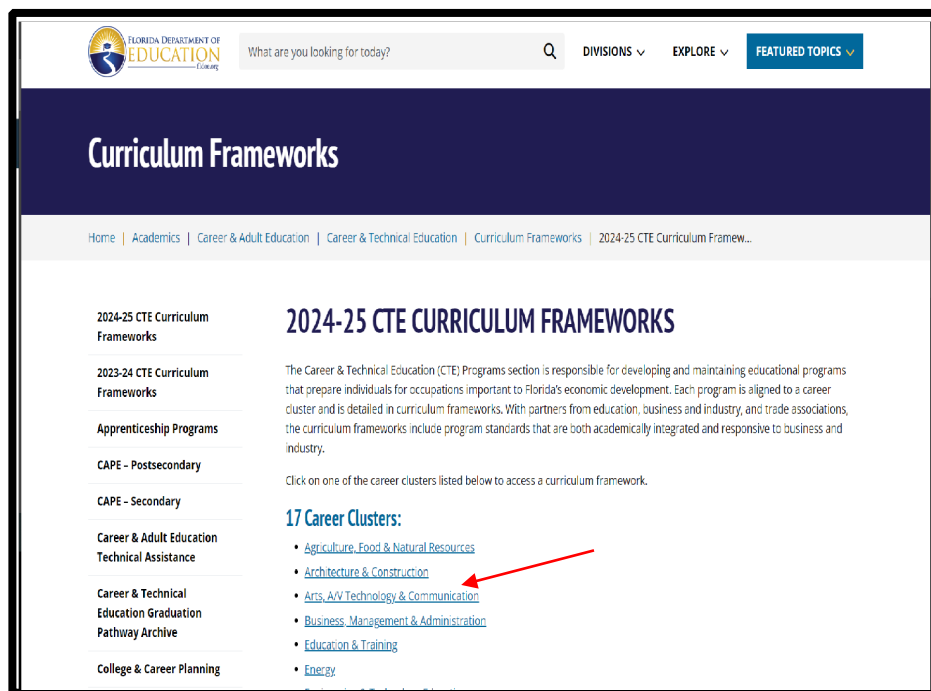 FLORIDA DEPARTMENT OF
EDUCATION
fldoe.org
What are you looking for today?
DIVISIONS
EXPLORE
FEATURED TOPICS
Curriculum Frameworks
Home | Academics | Career & Adult Education | Career & Technical Education | Curriculum Frameworks | 2024-25 CTE Curriculum Framew...
2024-25 CTE Curriculum
Frameworks
2023-24 CTE Curriculum
Frameworks
Apprenticeship Programs
CAPE – Postsecondary
CAPE – Secondary
Career & Adult Education
Technical Assistance
Career & Technical
Education Graduation
Pathway Archive
College & Career Planning
2024-25 CTE CURRICULUM FRAMEWORKS
The Career & Technical Education (CTE) Programs section is responsible for developing and maintaining educational programs
that prepare individuals for occupations important to Florida's economic development. Each program is aligned to a career
cluster and is detailed in curriculum frameworks. With partners from education, business and industry, and trade associations,
the curriculum frameworks include program standards that are both academically integrated and responsive to business and
industry.
Click on one of the career clusters listed below to access a curriculum framework.
17 Career Clusters:
• Agriculture, Food & Natural Resources
• Architecture & Construction
• Arts, A/V Technology & Communication
• Business, Management & Administration
• Education & Training
• Energy